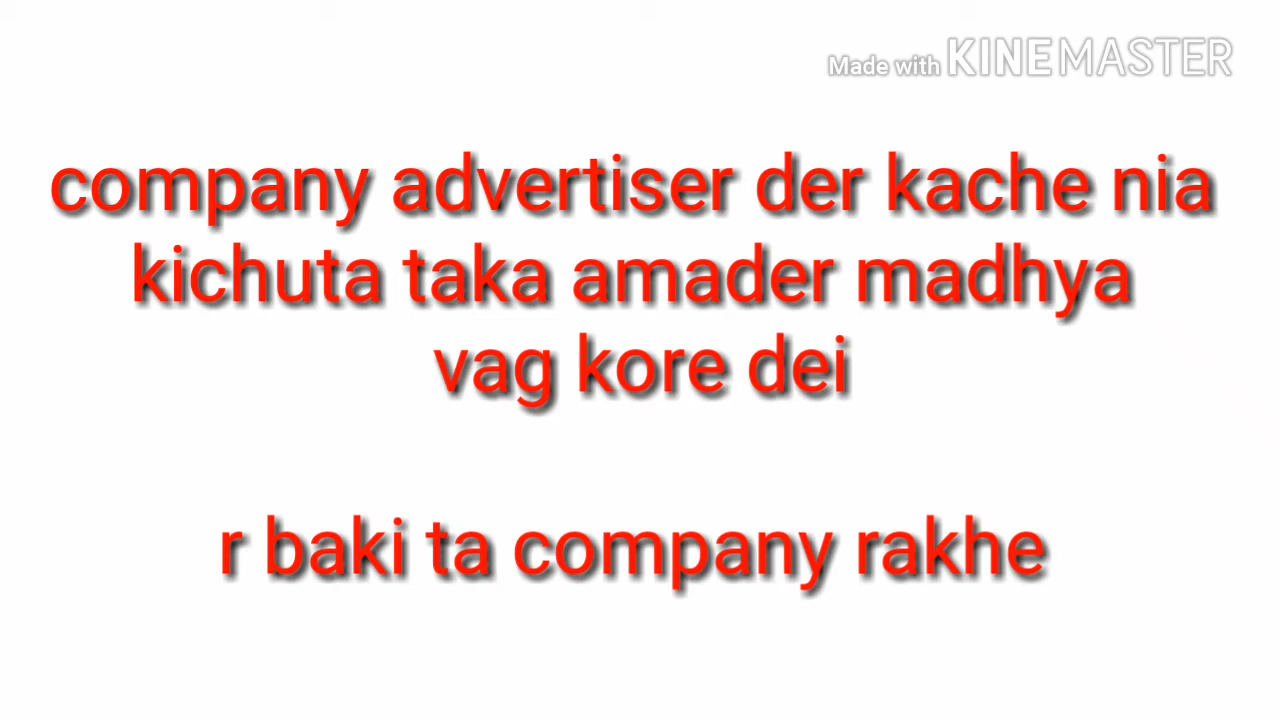 Made with KINEMASTER
company advertiser der kache nia
kichuta taka amader madhya
vag kore dei
r baki ta company rakhe